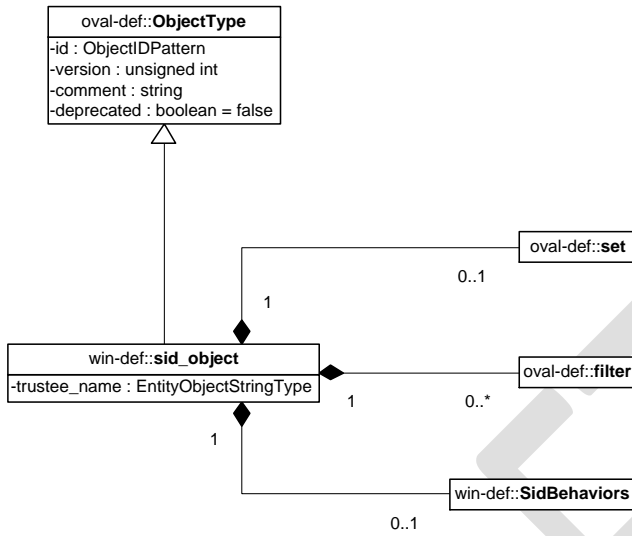 oval-def::ObjectType
-id : ObjectIDPattern
-version : unsigned int
-comment : string
-deprecated : boolean = false
oval-def::set
0..1
1
win-def::sid_object
-trustee_name : EntityObjectStringType
oval-def::filter
1
0..*
1
win-def::SidBehaviors
0..1